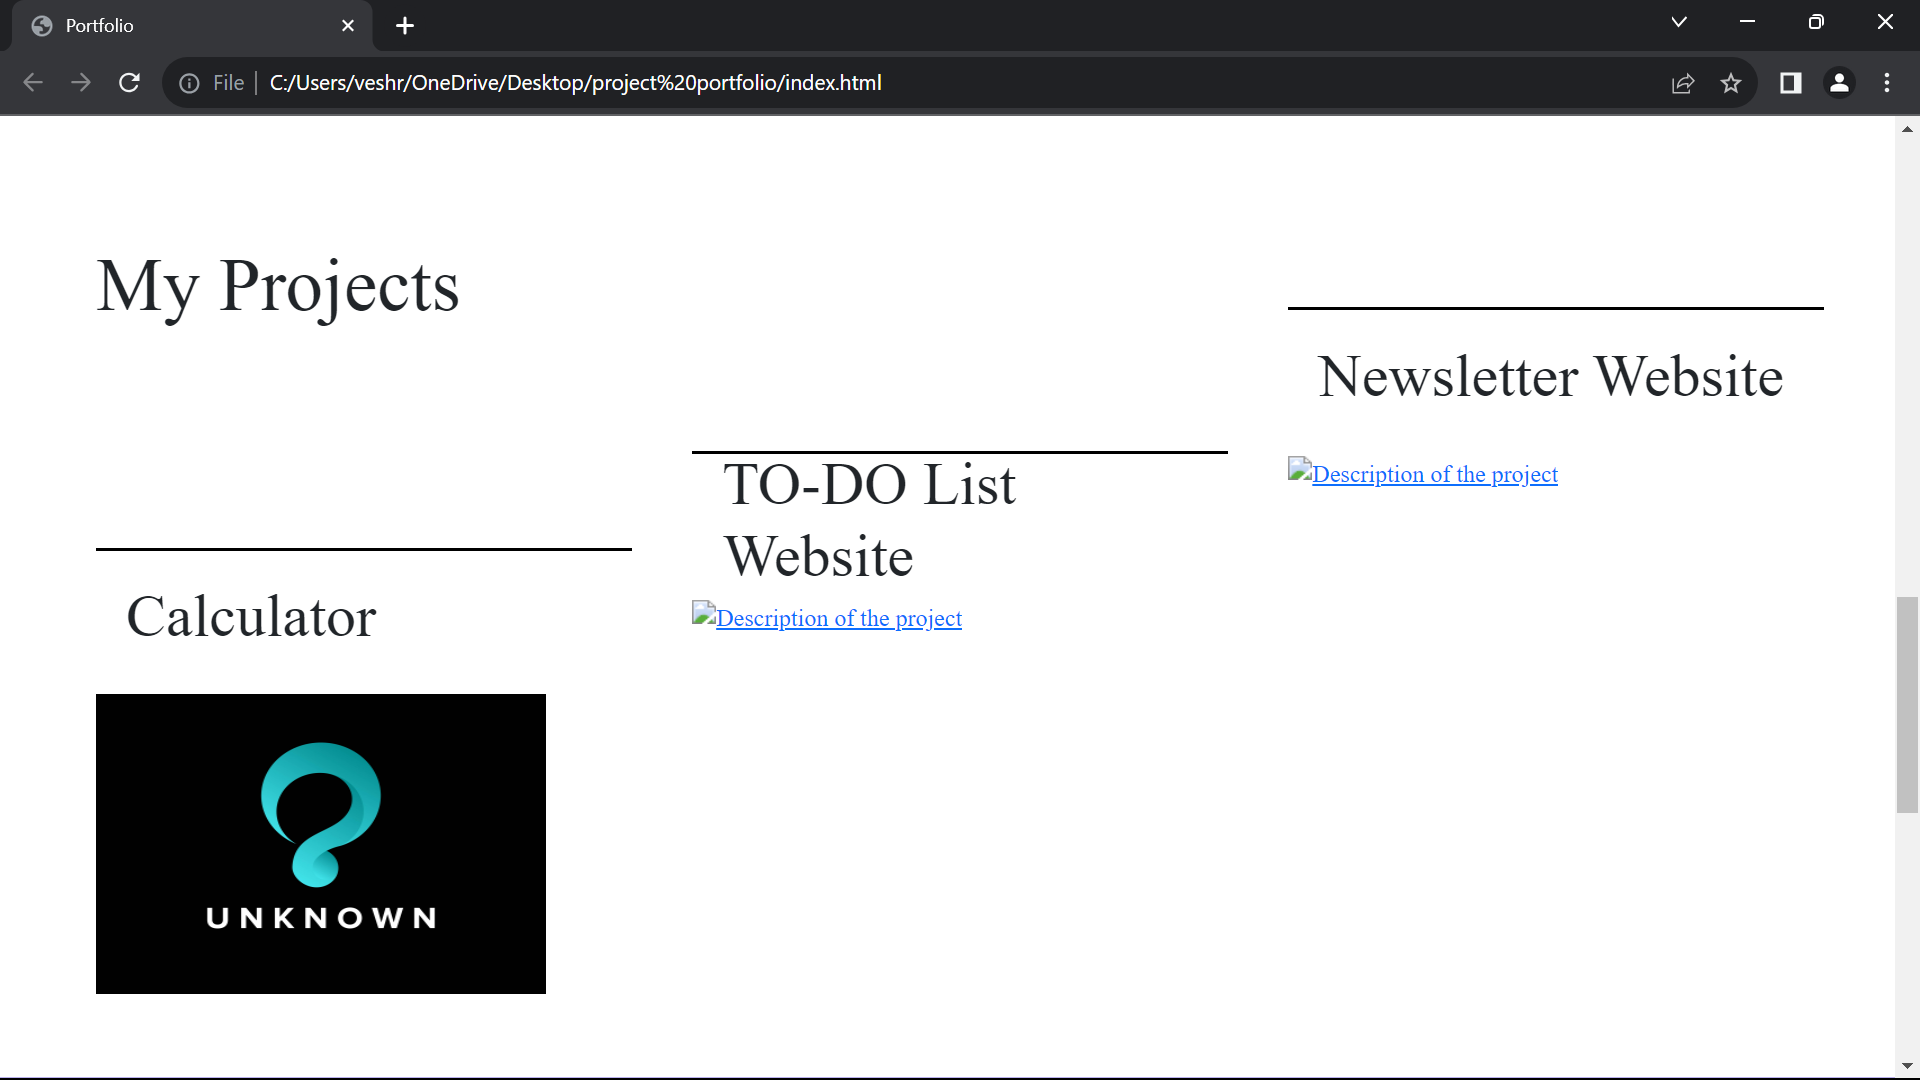 Portfolio
File
C:/Users/veshr/OneDrive/Desktop/project%20portfolio/index.html
My Projects
Calculator
UNKNOWN
TO-DO List
Website
Description of the project
Newsletter Website
Description of the project